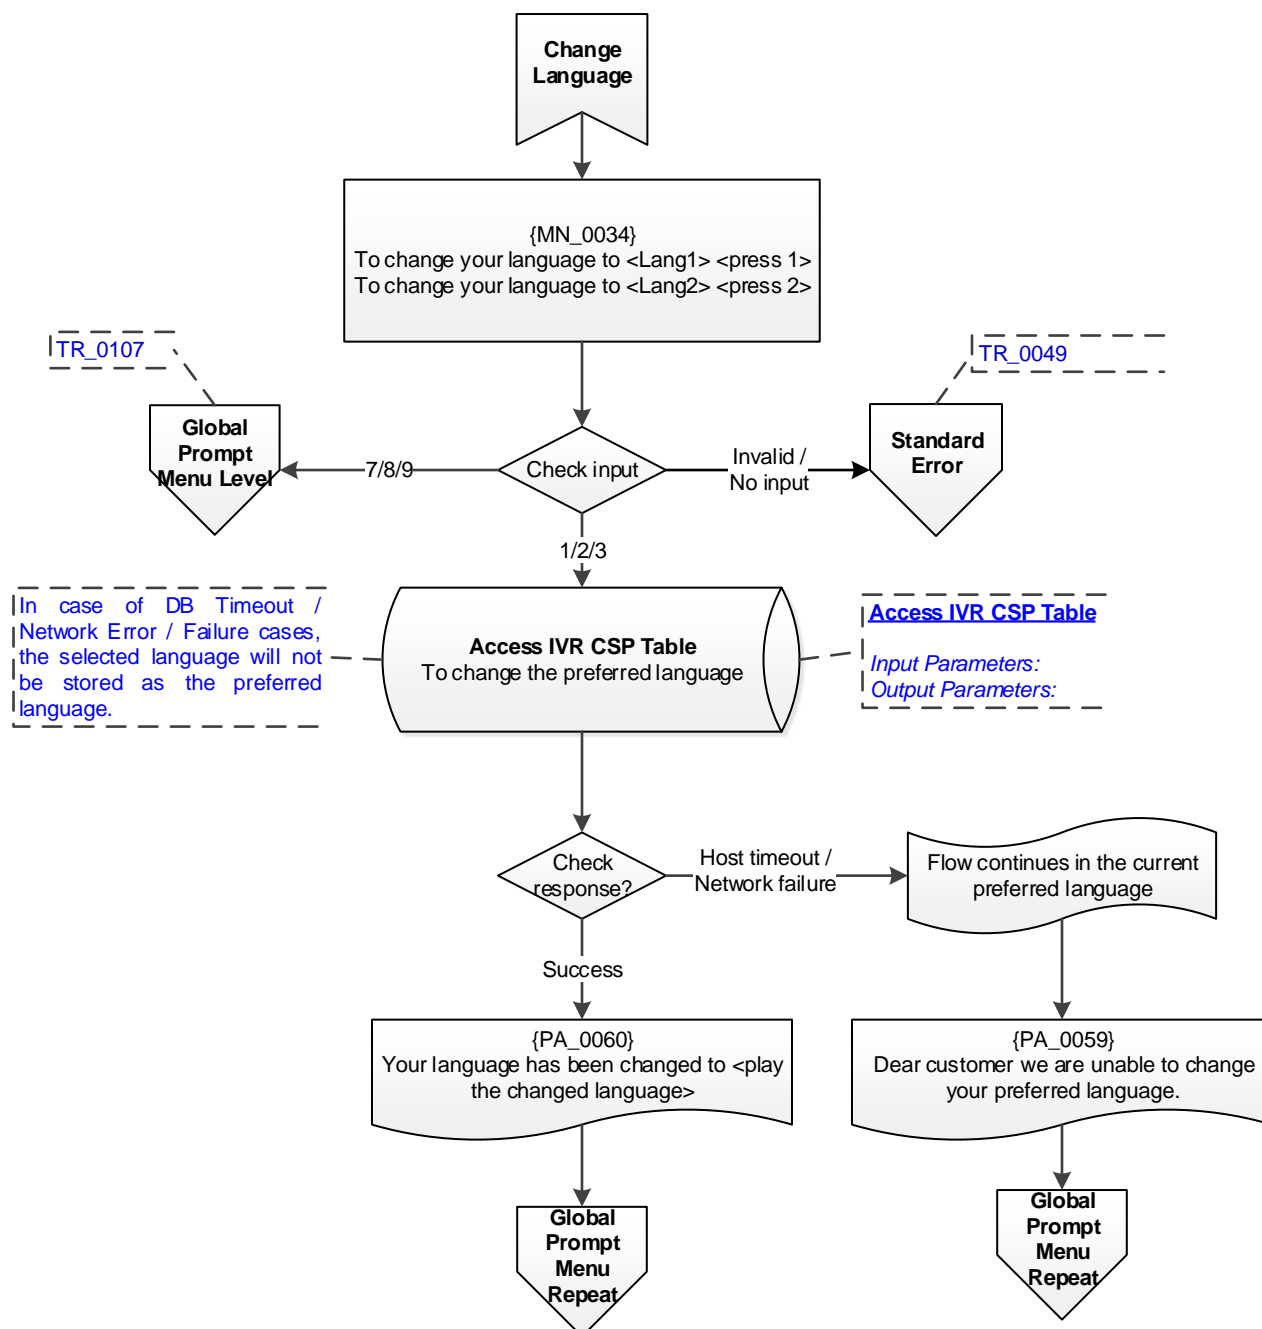 Change
Language
{MN_0034}
To change your language to <Lang1> <press 1>
To change your language to <Lang2> <press 2>
TR_0107
TR_0049
Global
Prompt
Menu Level
7/8/9
Check input
Invalid /
No input
Standard
Error
1/2/3
In case of DB Timeout /
Network Error / Failure cases,
the selected language will not
be stored as the preferred
language.
Access IVR CSP Table
To change the preferred language
Access IVR CSP Table
Input Parameters:
Output Parameters:
Check
response?
Host timeout /
Network failure
Flow continues in the current
preferred language
Success
{PA_0060}
Your language has been changed to <play
the changed language>
{PA_0059}
Dear customer we are unable to change
your preferred language.
Global
Prompt
Menu
Repeat
Global
Prompt
Menu
Repeat